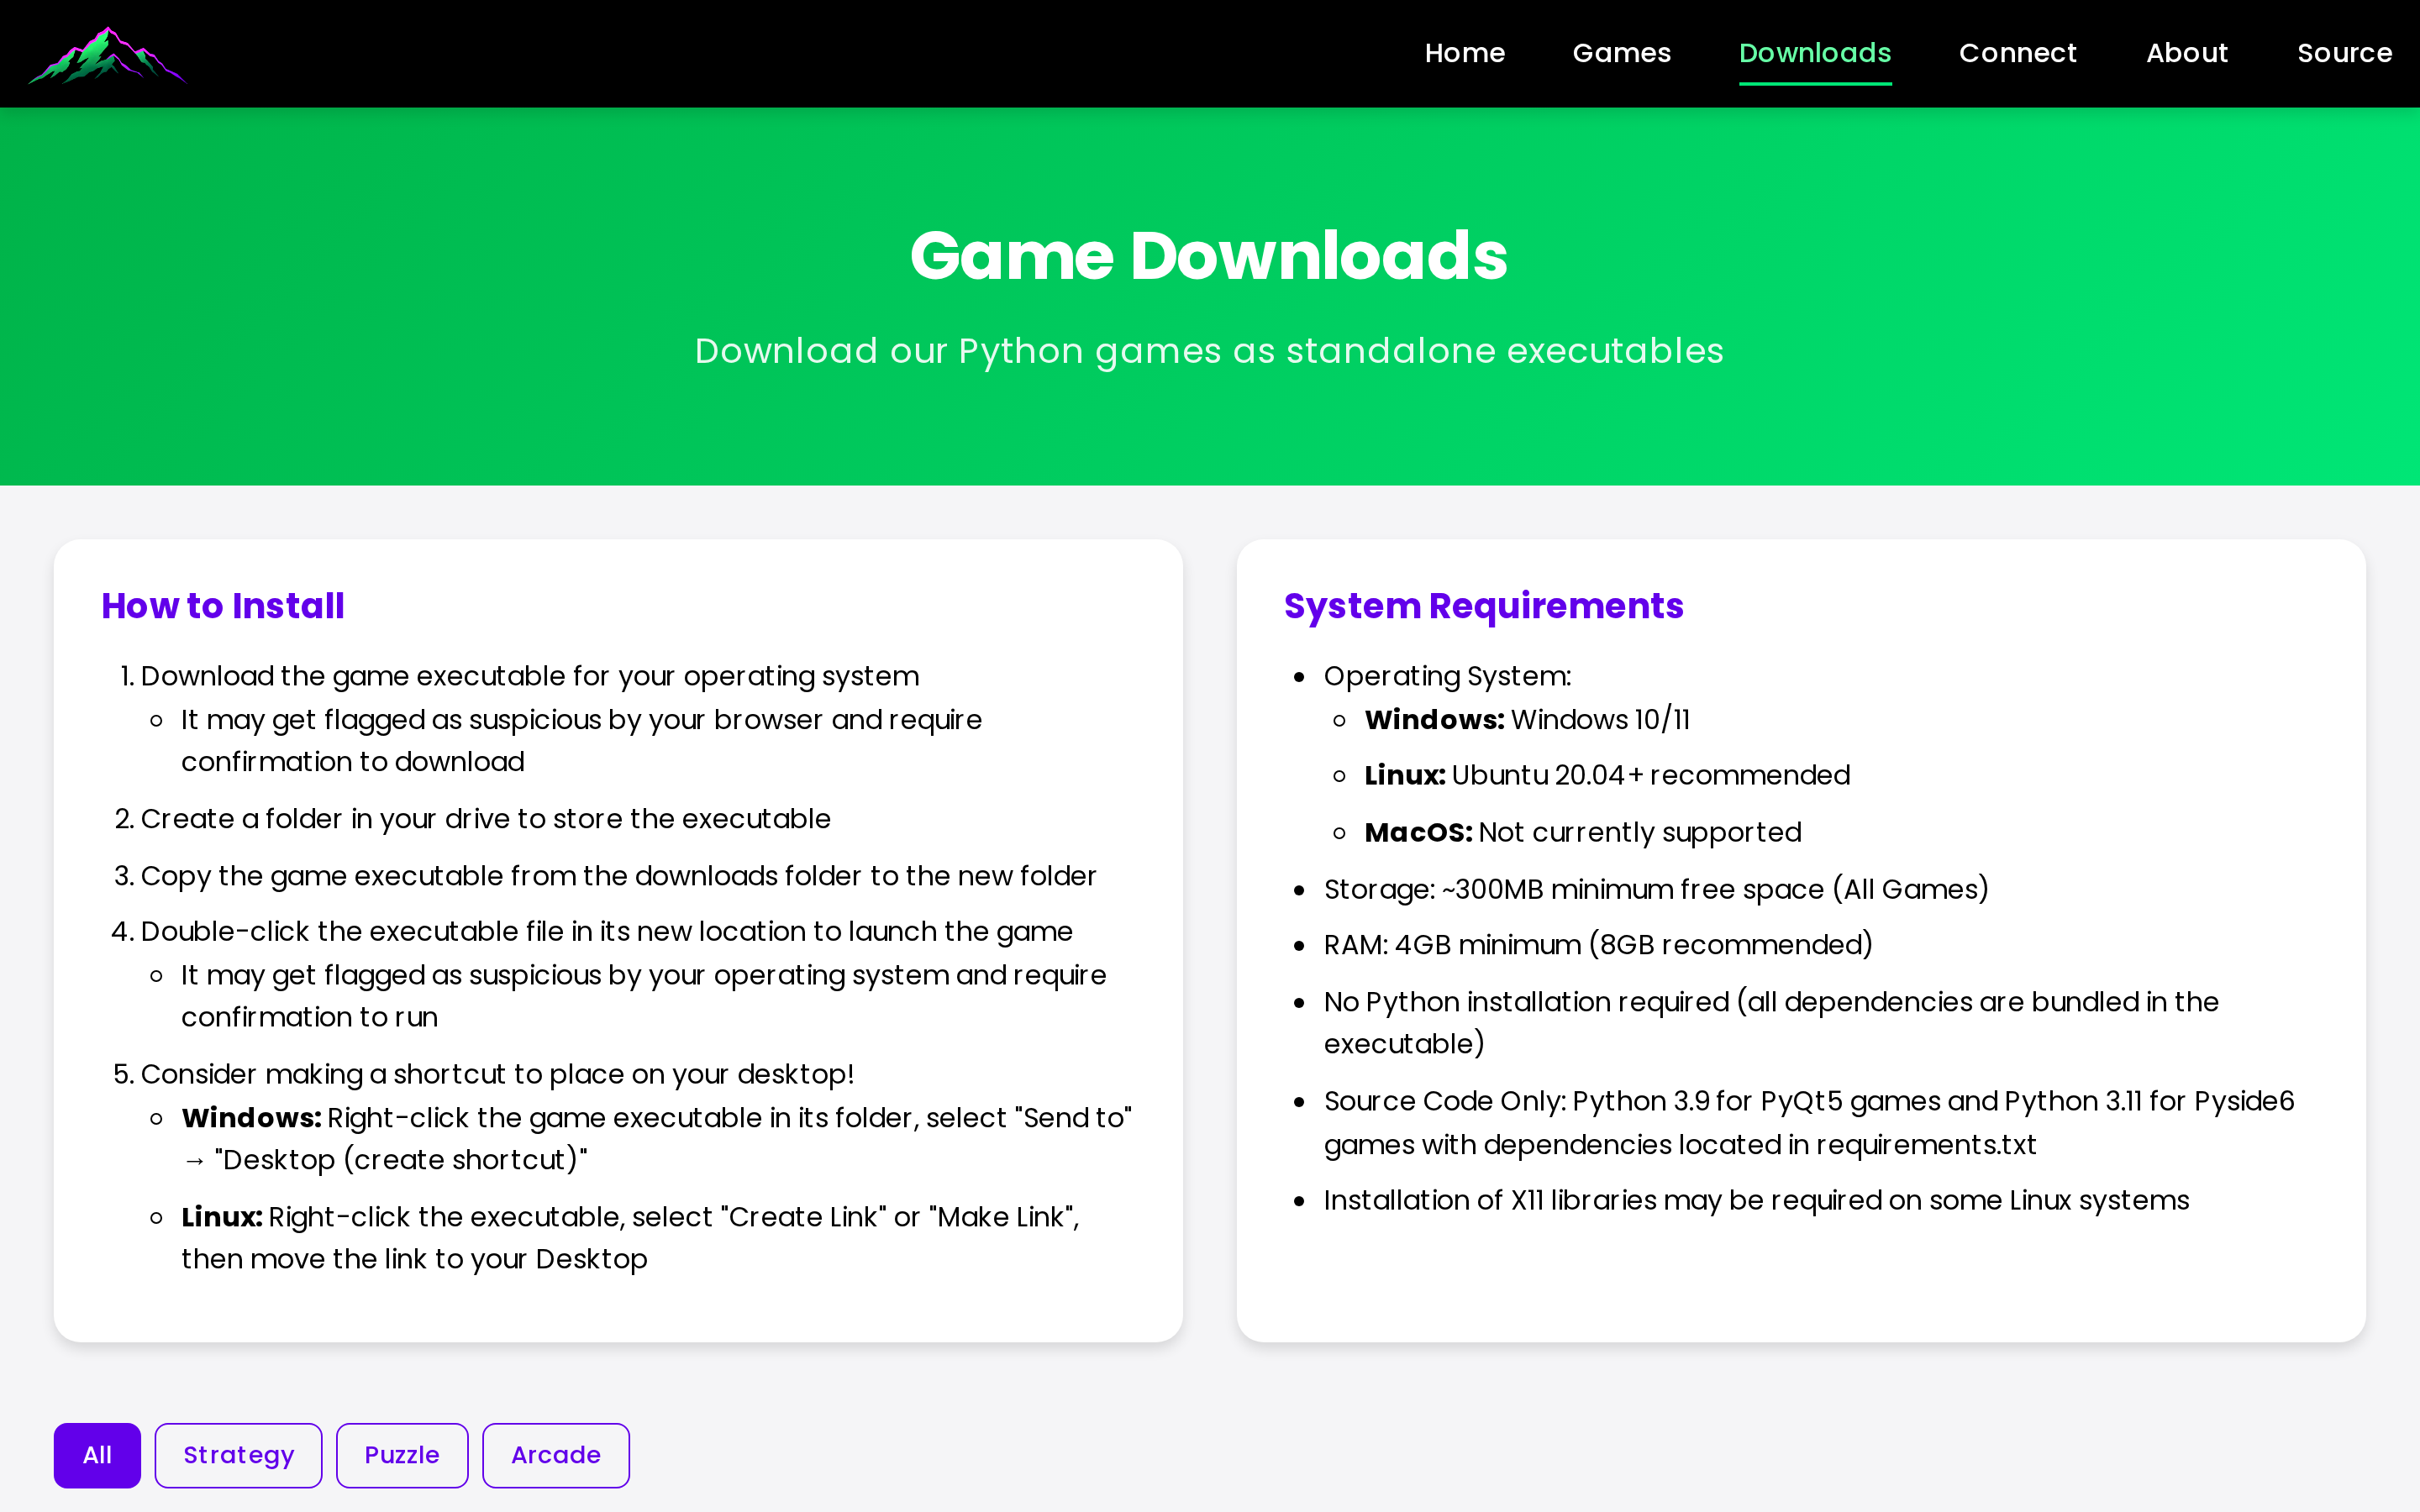 Home Games Downloads Connect About Source
Game Downloads
Download our Python games as standalone executables
How to Install
1. Download the game executable for your operating system
It may get flagged as suspicious by your browser and require
confirmation to download
2. Create a folder in your drive to store the executable
3. Copy the game executable from the downloads folder to the new folder
4. Double-click the executable file in its new location to launch the game
It may get flagged as suspicious by your operating system and require
confirmation to run
5. Consider making a shortcut to place on your desktop!
Windows: Right-click the game executable in its folder, select "Send to"
→ "Desktop (create shortcut)"
Linux: Right-click the executable, select "Create Link" or "Make Link",
then move the link to your Desktop
System Requirements
Operating System:
Windows: Windows 10/11
Linux: Ubuntu 20.04+ recommended
MacOS: Not currently supported
Storage: ~300MB minimum free space (All Games)
RAM: 4GB minimum (8GB recommended)
No Python installation required (all dependencies are bundled in the
executable)
Source Code Only: Python 3.9 for PyQt5 games and Python 3.11 for Pyside6
games with dependencies located in requirements.txt
Installation of X11 libraries may be required on some Linux systems
All Strategy Puzzle Arcade